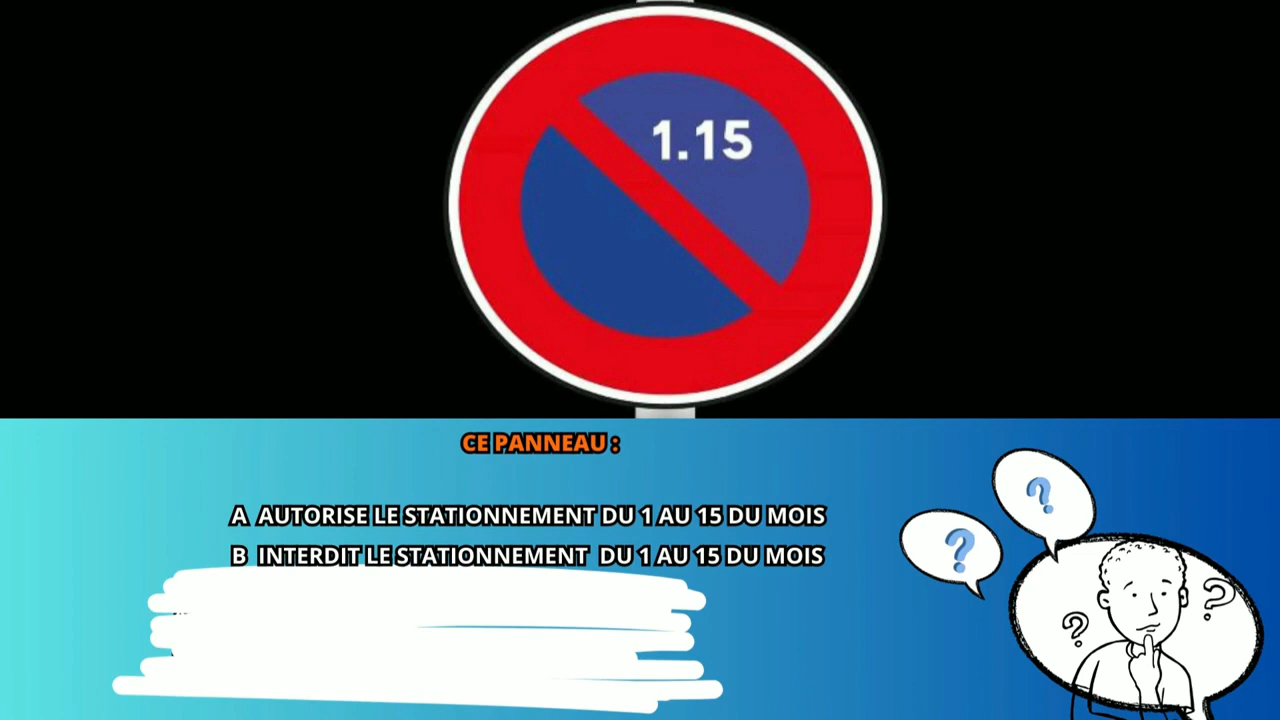 1.15
CE PANNEAU :
A AUTORISE LE STATIONNEMENT DU 1 AU 15 DU MOIS
B INTERDIT LE STATIONNEMENT DU 1 AU 15 DU MOIS
?
?
?
?